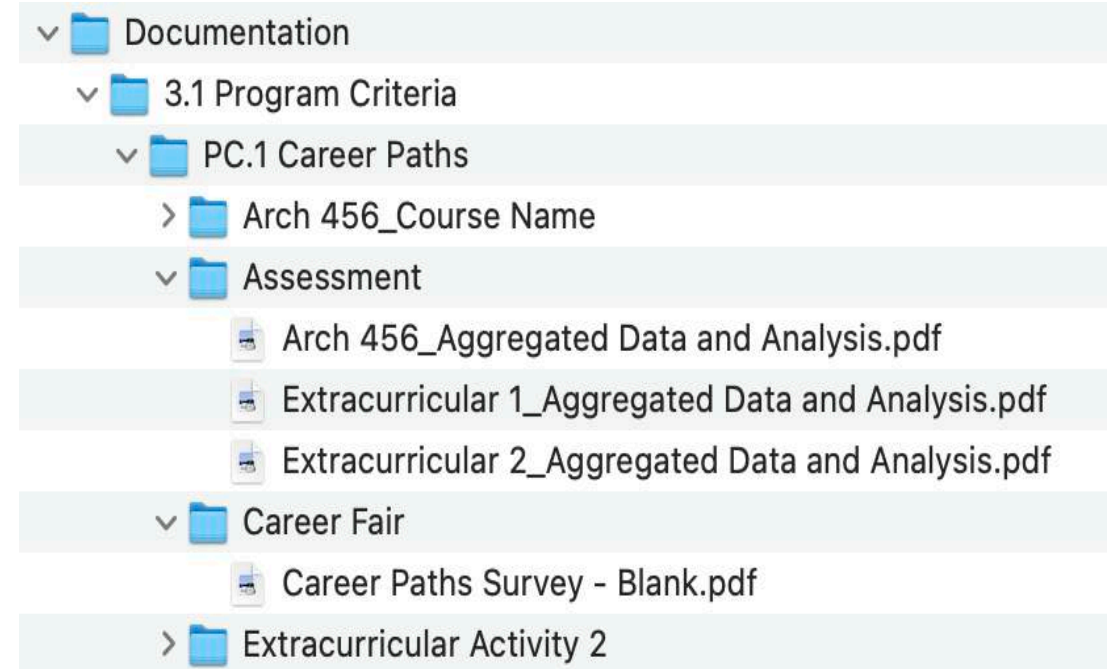 Documentation
3.1 Program Criteria
PC.1 Career Paths
Arch 456_Course Name
Assessment
Arch 456_Aggregated Data and Analysis.pdf
Extracurricular 1_Aggregated Data and Analysis.pdf
Extracurricular 2_Aggregated Data and Analysis.pdf
Career Fair
Career Paths Survey - Blank.pdf
Extracurricular Activity 2